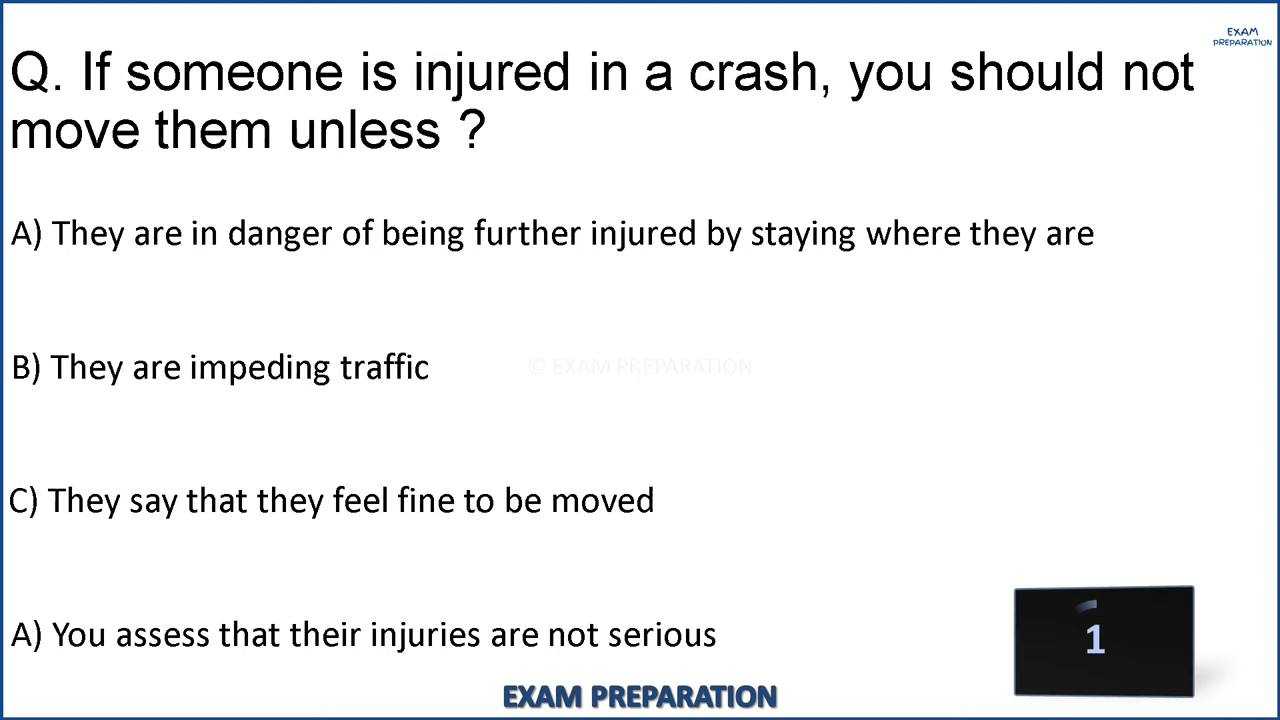 EXAM
PREPARATION
Q. If someone is injured in a crash, you should not
move them unless ?
A) They are in danger of being further injured by staying where they are
B) They are impeding traffic
© EXAM PREPARATION
C) They say that they feel fine to be moved
A) You assess that their injuries are not serious
1
EXAM PREPARATION